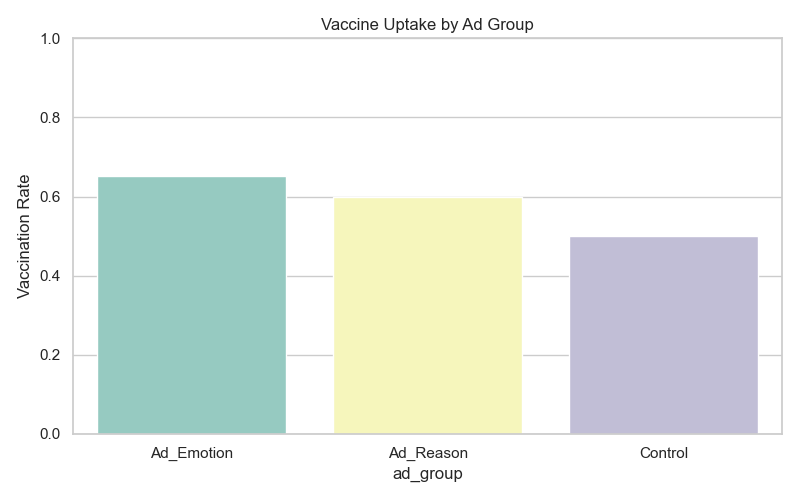 Vaccine Uptake by Ad Group
1.0
0.8
0.6
0.4
0.2
0.0
Vaccination Rate
Ad_Emotion Ad_Reason Control
ad_group